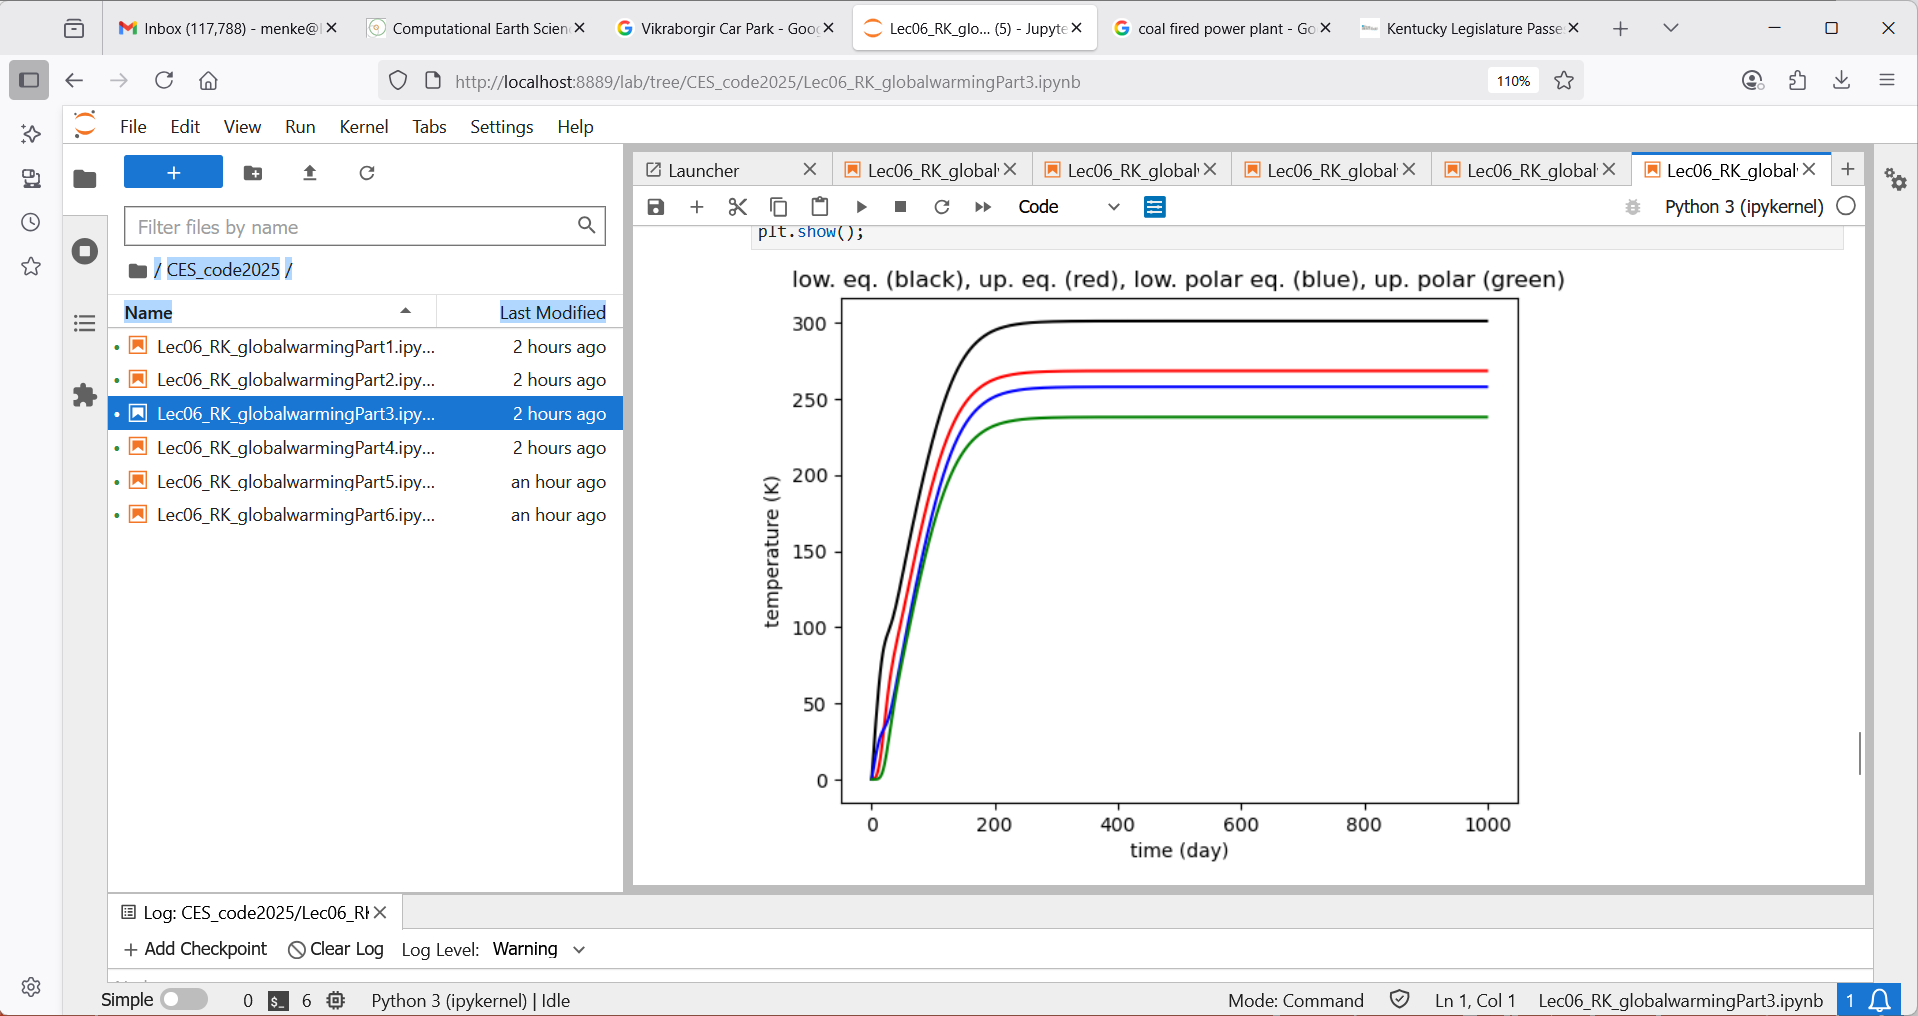 Inbox (117,788) - menke@l
Computational Earth Scien
Vikraborgir Car Park - Goo
Lec06_RK_glo... (5) - Jupyte
coal fired power plant - Go
Kentucky Legislature Passe
http://localhost:8889/lab/tree/CES_code2025/Lec06_RK_globalwarmingPart3.ipynb
110%
File Edit View Run Kernel Tabs Settings Help
Filter files by name
/ CES_code2025 /
Name Last Modified
Lec06_RK_globalwarmingPart1.ipy... 2 hours ago
Lec06_RK_globalwarmingPart2.ipy... 2 hours ago
Lec06_RK_globalwarmingPart3.ipy... 2 hours ago
Lec06_RK_globalwarmingPart4.ipy... 2 hours ago
Lec06_RK_globalwarmingPart5.ipy... an hour ago
Lec06_RK_globalwarmingPart6.ipy... an hour ago
Launcher
Lec06_RK_global
Lec06_RK_global
Lec06_RK_global
Lec06_RK_global
Lec06_RK_global
Code
Python 3 (ipykernel)
plt.show();
low. eq. (black), up. eq. (red), low. polar eq. (blue), up. polar (green)
300
250
200
150
100
50
0
temperature (K)
0 200 400 600 800 1000
time (day)
Log: CES_code2025/Lec06_RK
Add Checkpoint Clear Log Log Level: Warning
Simple 0 6 Python 3 (ipykernel) | Idle Mode: Command Ln 1, Col 1 Lec06_RK_globalwarmingPart3.ipynb 1